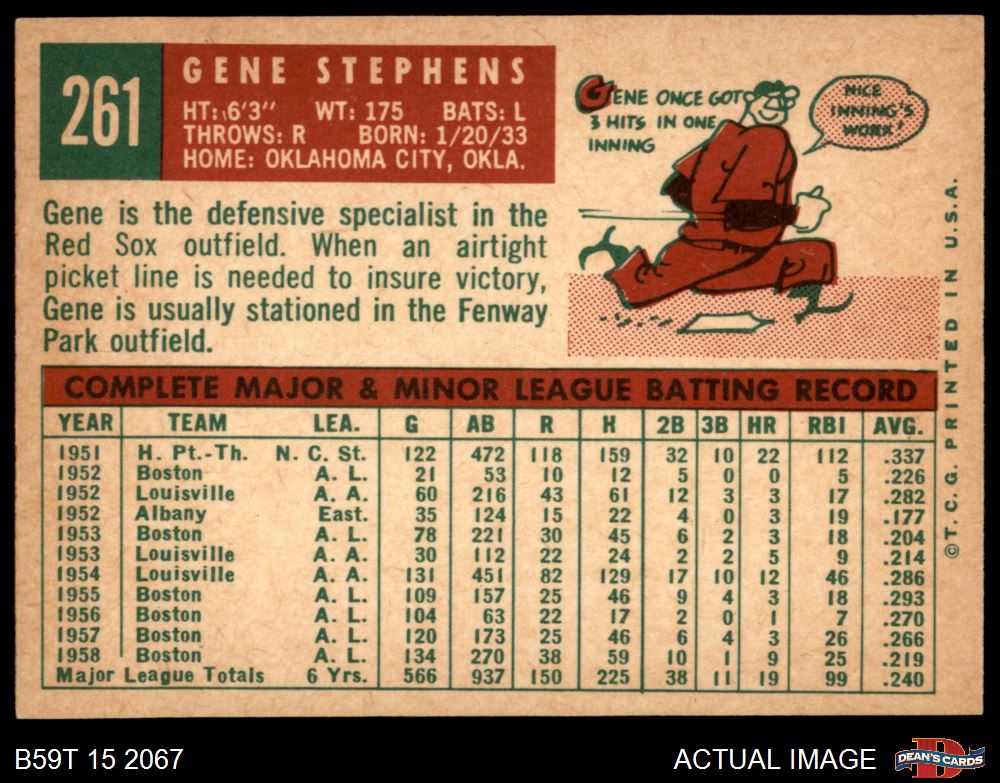 261
GENE STEPHENS
HT: 6'3" WT: 175 BATS: L
THROWS: R BORN: 1/20/33
HOME: OKLAHOMA CITY, OKLA.
GENE ONCE GOT
3 HITS IN ONE
INNING
NICE
INNING'S
WORK!
Gene is the defensive specialist in the
Red Sox outfield. When an airtight
picket line is needed to insure victory,
Gene is usually stationed in the Fenway
Park outfield.
COMPLETE MAJOR & MINOR LEAGUE BATTING RECORD
YEAR TEAM LEA. G AB R H 2B 3B HR RBI AVG.
1951 H. Pt.-Th. N. C. St. 122 472 118 159 32 10 22 112 .337
1952 Boston A. L. 21 53 10 12 5 0 0 5 .226
1952 Louisville A. A. 60 216 43 61 12 3 3 17 .282
1952 Albany East. 35 124 15 22 4 0 3 19 .177
1953 Boston A. L. 78 221 30 45 6 2 3 18 .204
1953 Louisville A. A. 30 112 22 24 2 2 5 9 .214
1954 Louisville A. A. 131 451 82 129 17 10 12 46 .286
1955 Boston A. L. 109 157 25 46 9 4 3 18 .293
1956 Boston A. L. 104 63 22 17 2 0 1 7 .270
1957 Boston A. L. 120 173 25 46 6 4 3 26 .266
1958 Boston A. L. 134 270 38 59 10 1 9 25 .219
Major League Totals 6 Yrs. 566 937 150 225 38 11 19 99 .240
© T. C. G. PRINTED IN U.S.A.
B59T 15 2067
ACTUAL IMAGE
D
DEAN'S CARDS